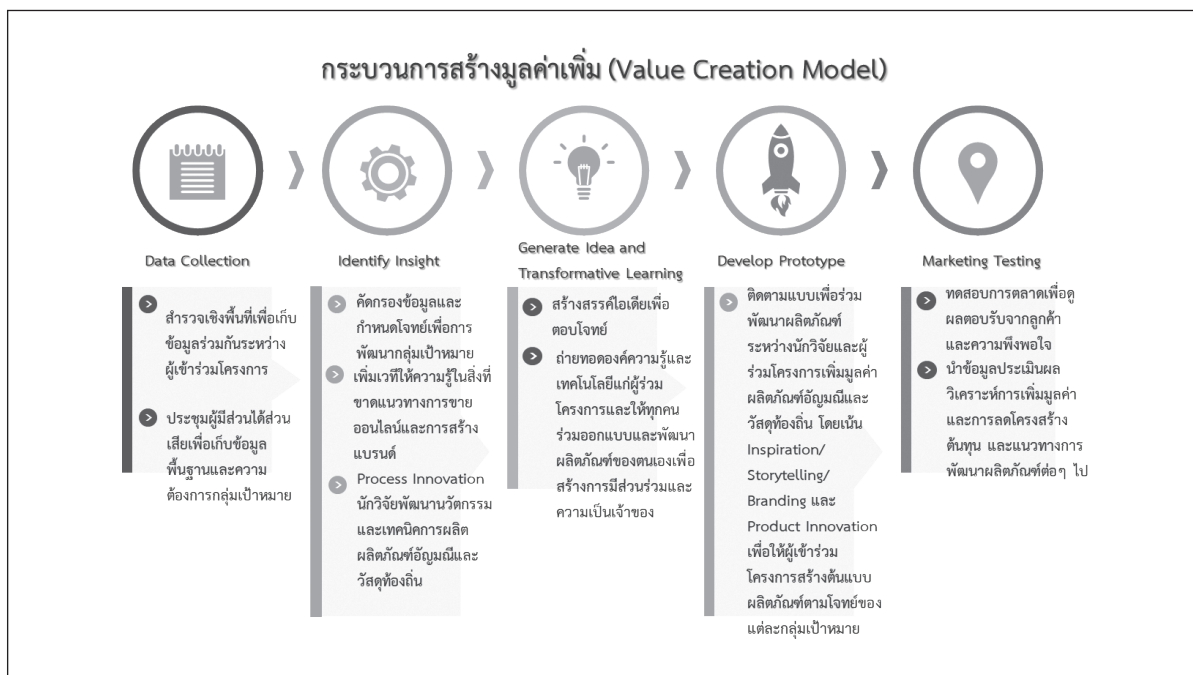 กระบวนการสร้างมูลค่าเพิ่ม (Value Creation Model)
Data Collection
สำรวจเชิงพื้นที่เพื่อเก็บ
ข้อมูลร่วมกันระหว่าง
ผู้เข้าร่วมโครงการ
ประชุมผู้มีส่วนได้ส่วน
เสียเพื่อเก็บข้อมูล
พื้นฐานและความ
ต้องการกลุ่มเป้าหมาย
Identify Insight
คัดกรองข้อมูลและ
กำหนดโจทย์เพื่อการ
พัฒนากลุ่มเป้าหมาย
เพิ่มเวทีให้ความรู้ในสิ่งที่
ขาดแนวทางการขาย
ออนไลน์และการสร้าง
แบรนด์
Process Innovation
นักวิจัยพัฒนานวัตกรรม
และเทคนิคการผลิต
ผลิตภัณฑ์อัญมณีและ
วัสดุท้องถิ่น
Generate Idea and
Transformative Learning
สร้างสรรค์ไอเดียเพื่อ
ตอบโจทย์
ถ่ายทอดองค์ความรู้และ
เทคโนโลยีแก่ผู้ร่วม
โครงการและให้ทุกคน
ร่วมออกแบบและพัฒนา
ผลิตภัณฑ์ของตนเองเพื่อ
สร้างการมีส่วนร่วมและ
ความเป็นเจ้าของ
Develop Prototype
ติดตามแบบเพื่อร่วม
พัฒนาผลิตภัณฑ์
ระหว่างนักวิจัยและผู้
ร่วมโครงการเพิ่มมูลค่า
ผลิตภัณฑ์อัญมณีและ
วัสดุท้องถิ่น โดยเน้น
Inspiration/
Storytelling/
Branding และ
Product Innovation
เพื่อให้ผู้เข้าร่วม
โครงการสร้างต้นแบบ
ผลิตภัณฑ์ตามโจทย์ของ
แต่ละกลุ่มเป้าหมาย
Marketing Testing
ทดสอบการตลาดเพื่อดู
ผลตอบรับจากลูกค้า
และความพึงพอใจ
นำข้อมูลประเมินผล
วิเคราะห์การเพิ่มมูลค่า
และการลดโครงสร้าง
ต้นทุน และแนวทางการ
พัฒนาผลิตภัณฑ์ต่อๆ ไป